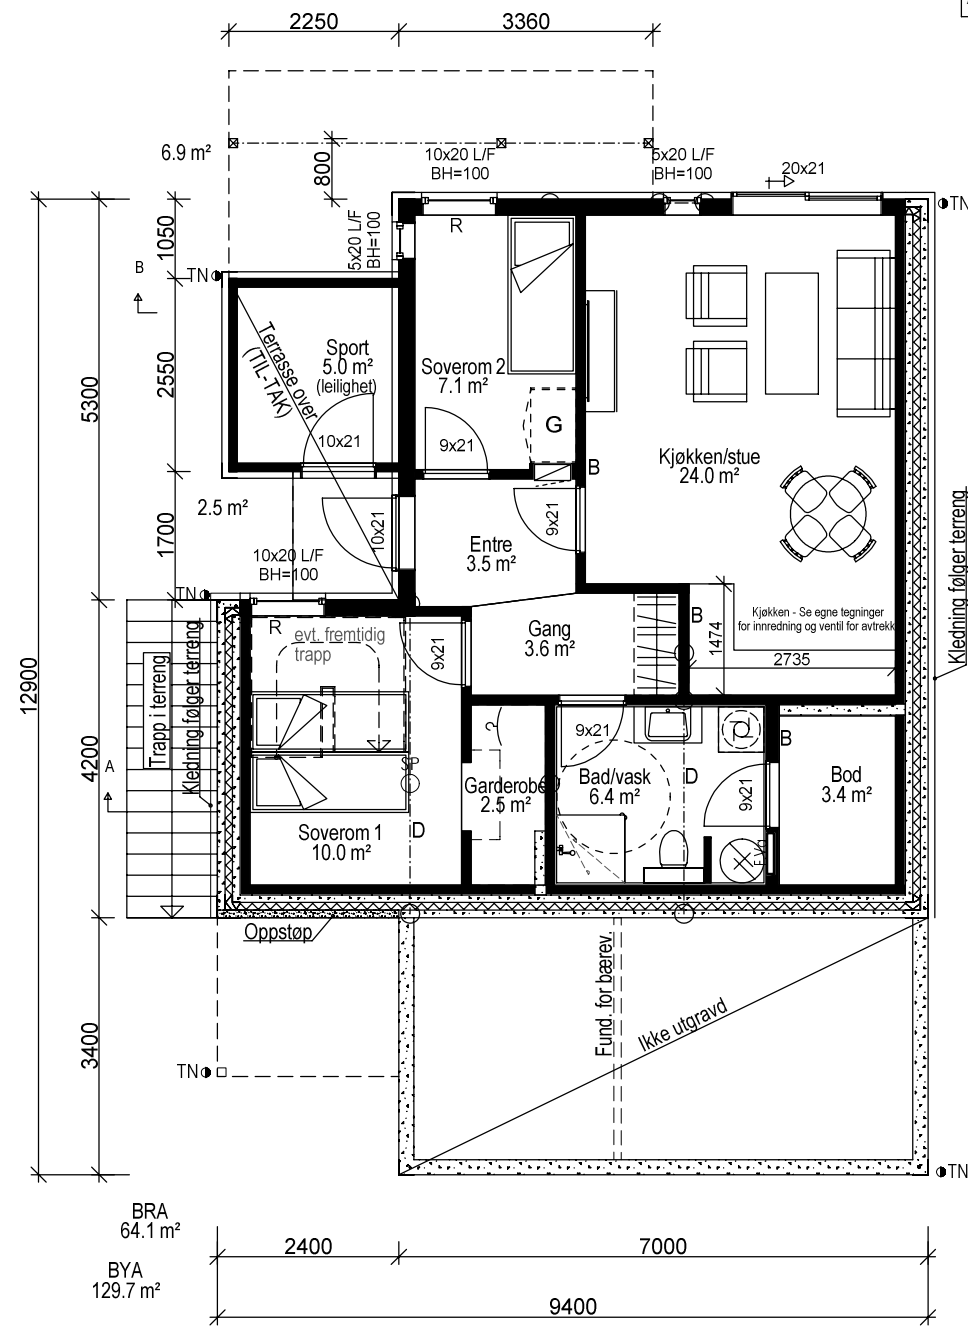 2250
3360
6.9 m²
800
10x20 L/F
BH=100
5x20 L/F
BH=100
20x21
TN
1050
5x20 L/F
BH=100
R
B
TN
Terrasse over
(TIL-TAK)
Sport
5.0 m²
(leilighet)
Soverom 2
7.1 m²
5300
2550
10x21
9x21
G
B
Kjøkken/stue
24.0 m²
2.5 m²
1700
10x21
9x21
Entre
3.5 m²
10x20 L/F
BH=100
Kledning følger terreng
TN
R
evt. fremtidig
trapp
9x21
Gang
3.6 m²
B
1474
Kjøkken - Se egne tegninger
for innredning og ventil for avtrekk
2735
12900
4200
Trapp i terreng
Kledning følger terreng
A
SP
9x21
B
D
Garderobe
2.5 m²
Bad/vask
6.4 m²
9x21
Bod
3.4 m²
Soverom 1
10.0 m²
D
Oppstøp
3400
Fund. for bærev.
Ikke utgravd
TN
TN
BRA
64.1 m²
2400
7000
BYA
129.7 m²
9400